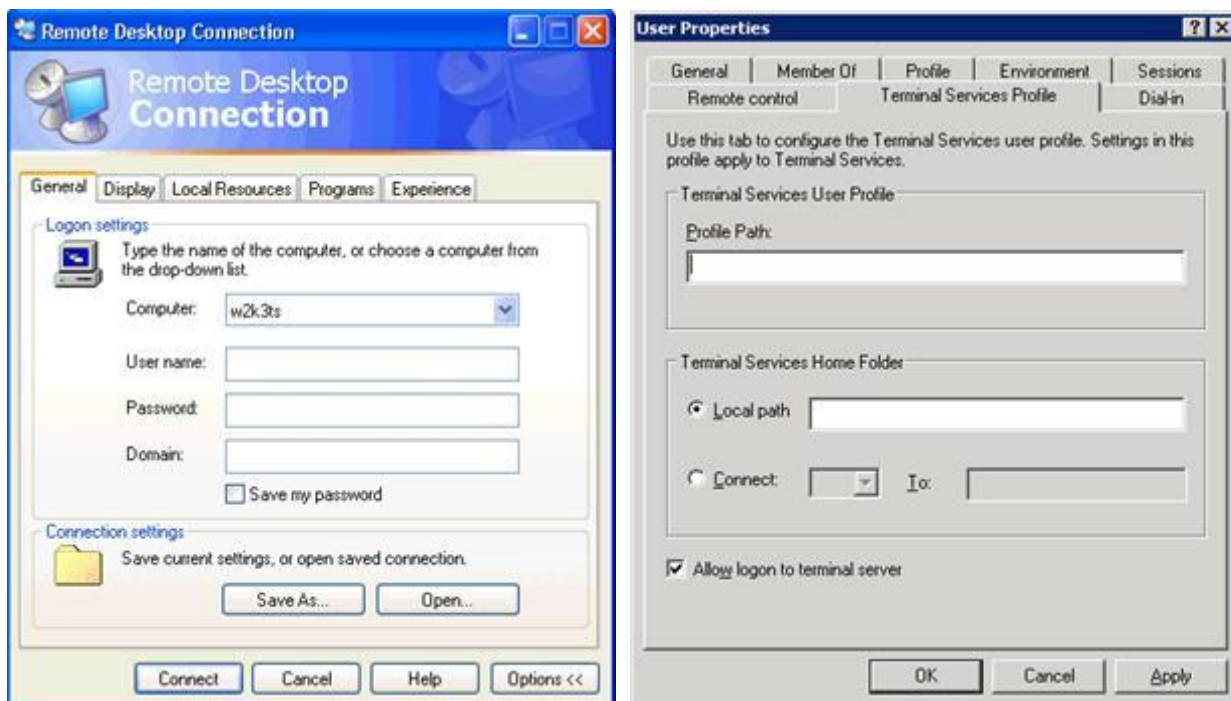 Remote Desktop Connection
Remote Desktop
Connection
General Display Local Resources Programs Experience
Logon settings
Type the name of the computer, or choose a computer from
the drop-down list.
Computer: w2k3ts
User name:
Password:
Domain:
Save my password
Connection settings
Save current settings, or open saved connection.
Save As... Open...
Connect Cancel Help Options <<
User Properties
General Member Of Profile Environment Sessions
Remote control Terminal Services Profile Dial-in
Use this tab to configure the Terminal Services user profile. Settings in this
profile apply to Terminal Services.
Terminal Services User Profile
Profile Path:
Terminal Services Home Folder
Local path
Connect: To:
Allow logon to terminal server
OK Cancel Apply